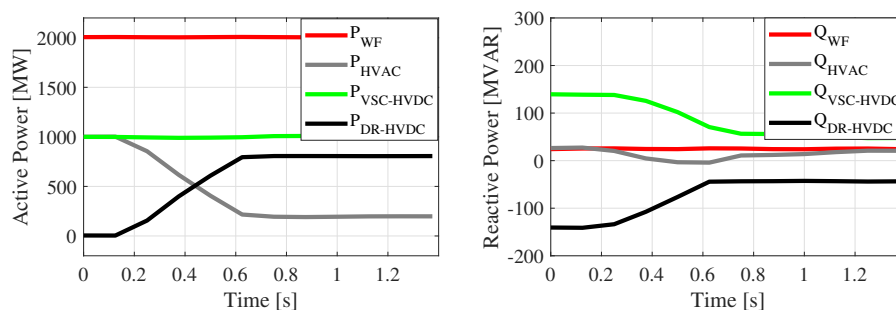 2000
1500
1000
500
0
Active Power [MW]
0 0.2 0.4 0.6 0.8 1 1.2
Time [s]
P_WF
P_HVAC
P_VSC-HVDC
P_DR-HVDC
300
200
100
0
-100
-200
Reactive Power [MVAR]
0 0.2 0.4 0.6 0.8 1 1.2
Time [s]
Q_WF
Q_HVAC
Q_VSC-HVDC
Q_DR-HVDC